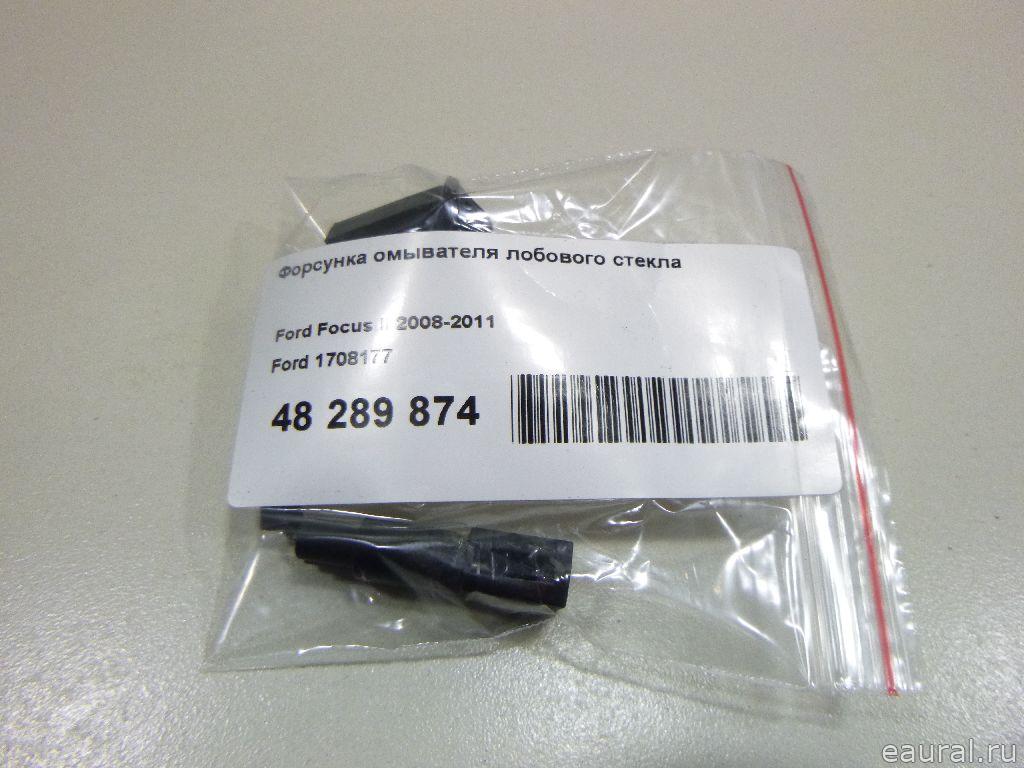 Форсунка омывателя лобового стекла
Ford Focus II 2008-2011
Ford 1708177
48 289 874
eaural.ru